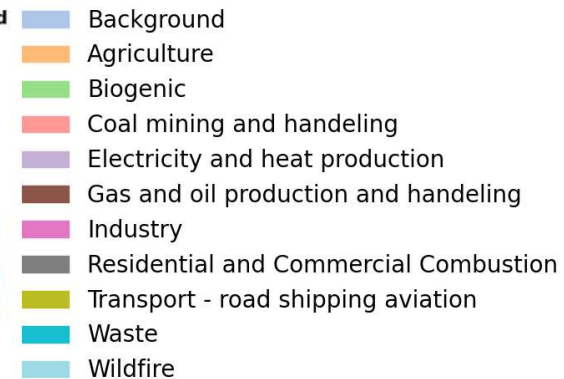 Background
Agriculture
Biogenic
Coal mining and handeling
Electricity and heat production
Gas and oil production and handeling
Industry
Residential and Commercial Combustion
Transport - road shipping aviation
Waste
Wildfire